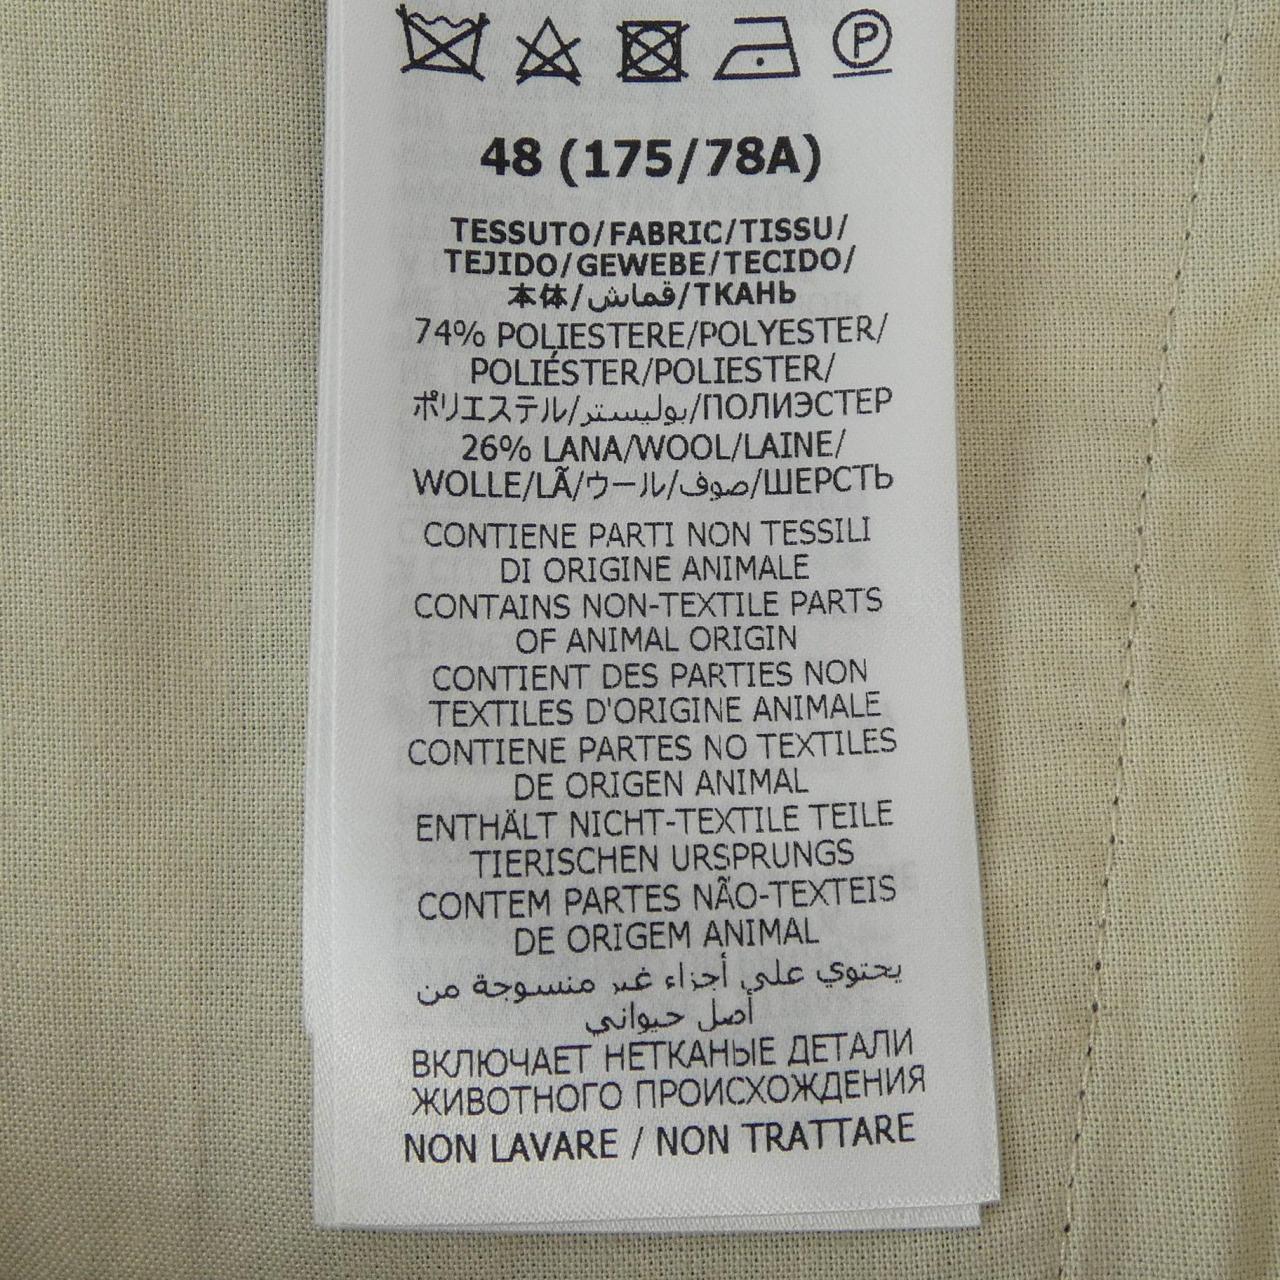 P
48 (175/78A)
TESSUTO/FABRIC/TISSU/
TEJIDO/GEWEBE/TECIDO/
本体/قماش/ТКАНЬ
74% POLIESTERE/POLYESTER/
POLIÉSTER/POLIESTER/
ポリエステル/بوليستر/ПОЛИЭСТЕР
26% LANA/WOOL/LAINE/
WOLLE/LÃ/ウール/صوف/ШЕРСТЬ
CONTIENE PARTI NON TESSILI
DI ORIGINE ANIMALE
CONTAINS NON-TEXTILE PARTS
OF ANIMAL ORIGIN
CONTIENT DES PARTIES NON
TEXTILES D'ORIGINE ANIMALE
CONTIENE PARTES NO TEXTILES
DE ORIGEN ANIMAL
ENTHÄLT NICHT-TEXTILE TEILE
TIERISCHEN URSPRUNGS
CONTEM PARTES NÃO-TEXTEIS
DE ORIGEM ANIMAL
يحتوي على أجزاء غير منسوجة من
أصل حيواني
ВКЛЮЧАЕТ НЕТКАНЫЕ ДЕТАЛИ
ЖИВОТНОГО ПРОИСХОЖДЕНИЯ
NON LAVARE / NON TRATTARE